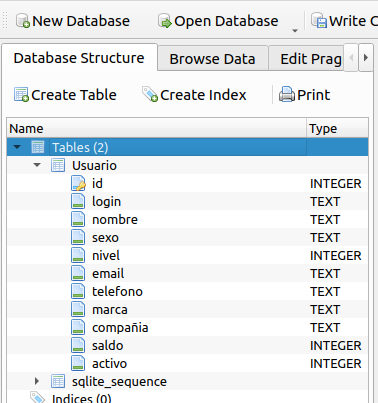 New Database Open Database Write C
Database Structure Browse Data Edit Prag
Create Table Create Index Print
Name Type
Tables (2)
Usuario
id INTEGER
login TEXT
nombre TEXT
sexo TEXT
nivel INTEGER
email TEXT
telefono TEXT
marca TEXT
compañia TEXT
saldo INTEGER
activo INTEGER
sqlite_sequence
Indices (0)